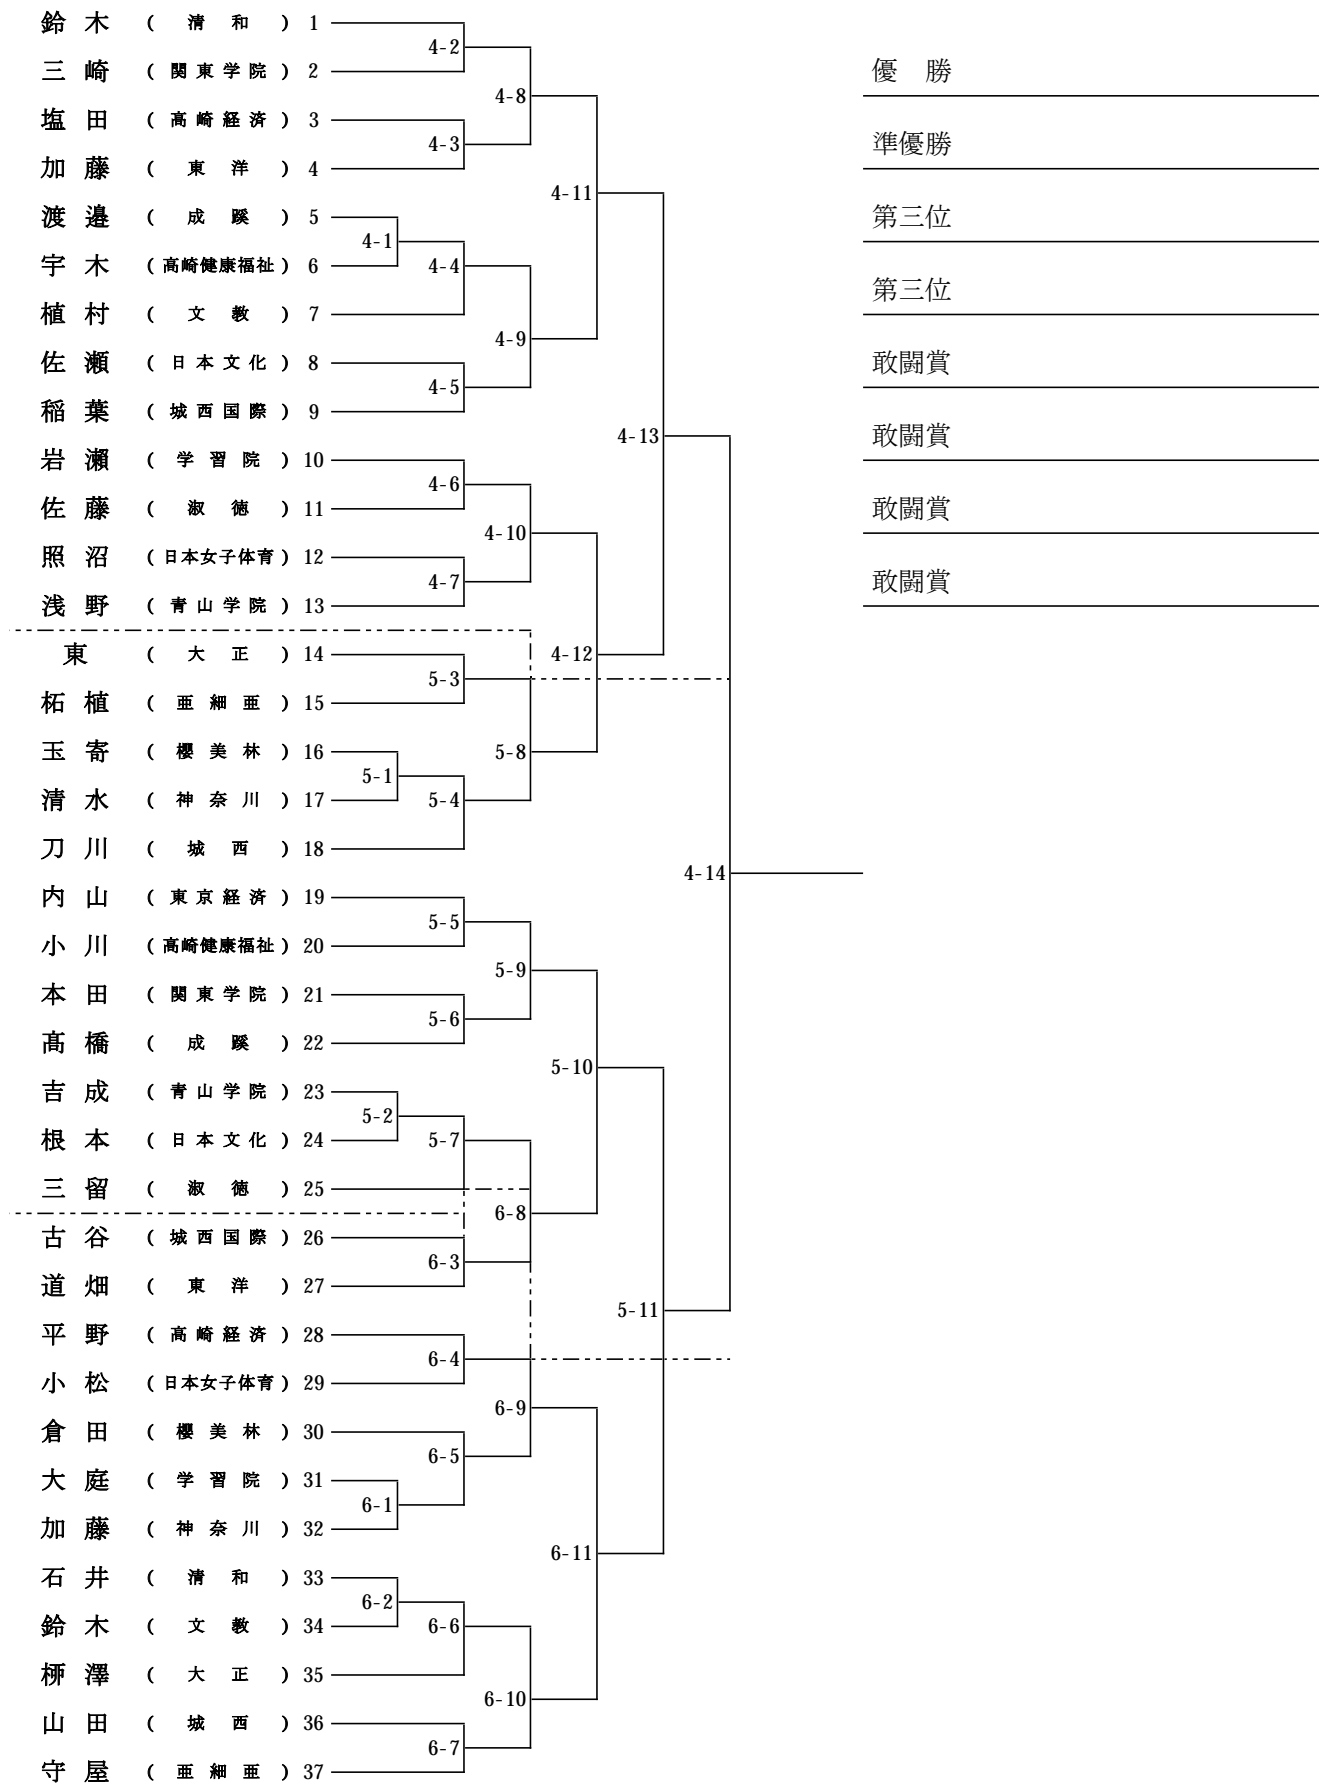 鈴木 (清和) 1
三崎 (関東学院) 2
塩田 (高崎経済) 3
加藤 (東洋) 4
渡邉 (成蹊) 5
宇木 (高崎健康福祉) 6
植村 (文教) 7
佐瀬 (日本文化) 8
稲葉 (城西国際) 9
岩瀬 (学習院) 10
佐藤 (淑徳) 11
照沼 (日本女子体育) 12
浅野 (青山学院) 13
東 (大正) 14
柘植 (亜細亜) 15
玉寄 (櫻美林) 16
清水 (神奈川) 17
刀川 (城西) 18
内山 (東京経済) 19
小川 (高崎健康福祉) 20
本田 (関東学院) 21
髙橋 (成蹊) 22
吉成 (青山学院) 23
根本 (日本文化) 24
三留 (淑徳) 25
古谷 (城西国際) 26
道畑 (東洋) 27
平野 (高崎経済) 28
小松 (日本女子体育) 29
倉田 (櫻美林) 30
大庭 (学習院) 31
加藤 (神奈川) 32
石井 (清和) 33
鈴木 (文教) 34
栁澤 (大正) 35
山田 (城西) 36
守屋 (亜細亜) 37
4-1
5-1
5-2
6-1
6-2
4-2
4-3
4-4
4-5
4-6
4-7
5-3
5-4
5-5
5-6
5-7
6-3
6-4
6-5
6-6
6-7
4-8
4-9
4-10
5-8
5-9
6-8
6-9
6-10
4-11
4-12
5-10
6-11
4-13
5-11
4-14
優　勝
準優勝
第三位
第三位
敢闘賞
敢闘賞
敢闘賞
敢闘賞